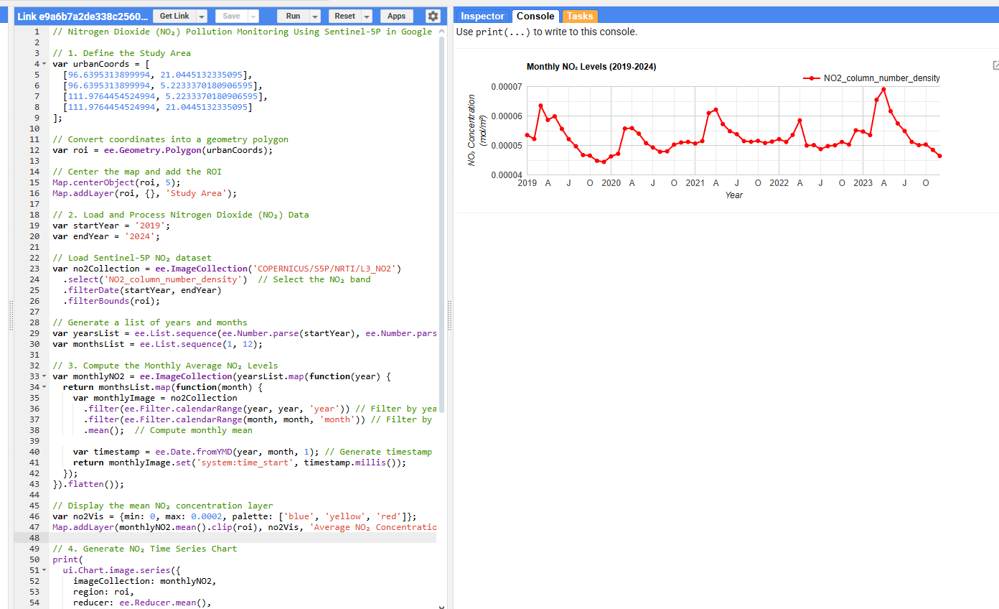 Link e9a6b7a2de338c2560... Get Link Save Run Reset Apps
1 // Nitrogen Dioxide (NO₂) Pollution Monitoring Using Sentinel-5P in Google
2
3 // 1. Define the Study Area
4 var urbanCoords = [
5 [96.6395313899994, 21.0445132335095],
6 [96.6395313899994, 5.2233370180906595],
7 [111.9764454524994, 5.2233370180906595],
8 [111.9764454524994, 21.0445132335095]
9 ];
10
11 // Convert coordinates into a geometry polygon
12 var roi = ee.Geometry.Polygon(urbanCoords);
13
14 // Center the map and add the ROI
15 Map.centerObject(roi, 5);
16 Map.addLayer(roi, {}, 'Study Area');
17
18 // 2. Load and Process Nitrogen Dioxide (NO₂) Data
19 var startYear = '2019';
20 var endYear = '2024';
21
22 // Load Sentinel-5P NO₂ dataset
23 var no2Collection = ee.ImageCollection('COPERNICUS/S5P/NRTI/L3_NO2')
24 .select('NO2_column_number_density') // Select the NO₂ band
25 .filterDate(startYear, endYear)
26 .filterBounds(roi);
27
28 // Generate a list of years and months
29 var yearsList = ee.List.sequence(ee.Number.parse(startYear), ee.Number.pars
30 var monthsList = ee.List.sequence(1, 12);
31
32 // 3. Compute the Monthly Average NO₂ Levels
33 var monthlyNO2 = ee.ImageCollection(yearsList.map(function(year) {
34 return monthsList.map(function(month) {
35 var monthlyImage = no2Collection
36 .filter(ee.Filter.calendarRange(year, year, 'year')) // Filter by yea
37 .filter(ee.Filter.calendarRange(month, month, 'month')) // Filter by
38 .mean(); // Compute monthly mean
39
40 var timestamp = ee.Date.fromYMD(year, month, 1); // Generate timestamp
41 return monthlyImage.set('system:time_start', timestamp.millis());
42 });
43 }).flatten());
44
45 // Display the mean NO₂ concentration layer
46 var no2Vis = {min: 0, max: 0.0002, palette: ['blue', 'yellow', 'red']};
47 Map.addLayer(monthlyNO2.mean().clip(roi), no2Vis, 'Average NO₂ Concentratio
48
49 // 4. Generate NO₂ Time Series Chart
50 print(
51 ui.Chart.image.series({
52 imageCollection: monthlyNO2,
53 region: roi,
54 reducer: ee.Reducer.mean(),
Inspector Console Tasks
Use print(...) to write to this console.
Monthly NO₂ Levels (2019-2024)
NO2_column_number_density
0.00007
0.00006
0.00005
0.00004
NO₂ Concentration
(mol/m²)
2019 A J O 2020 A J O 2021 A J O 2022 A J O 2023 A J O
Year